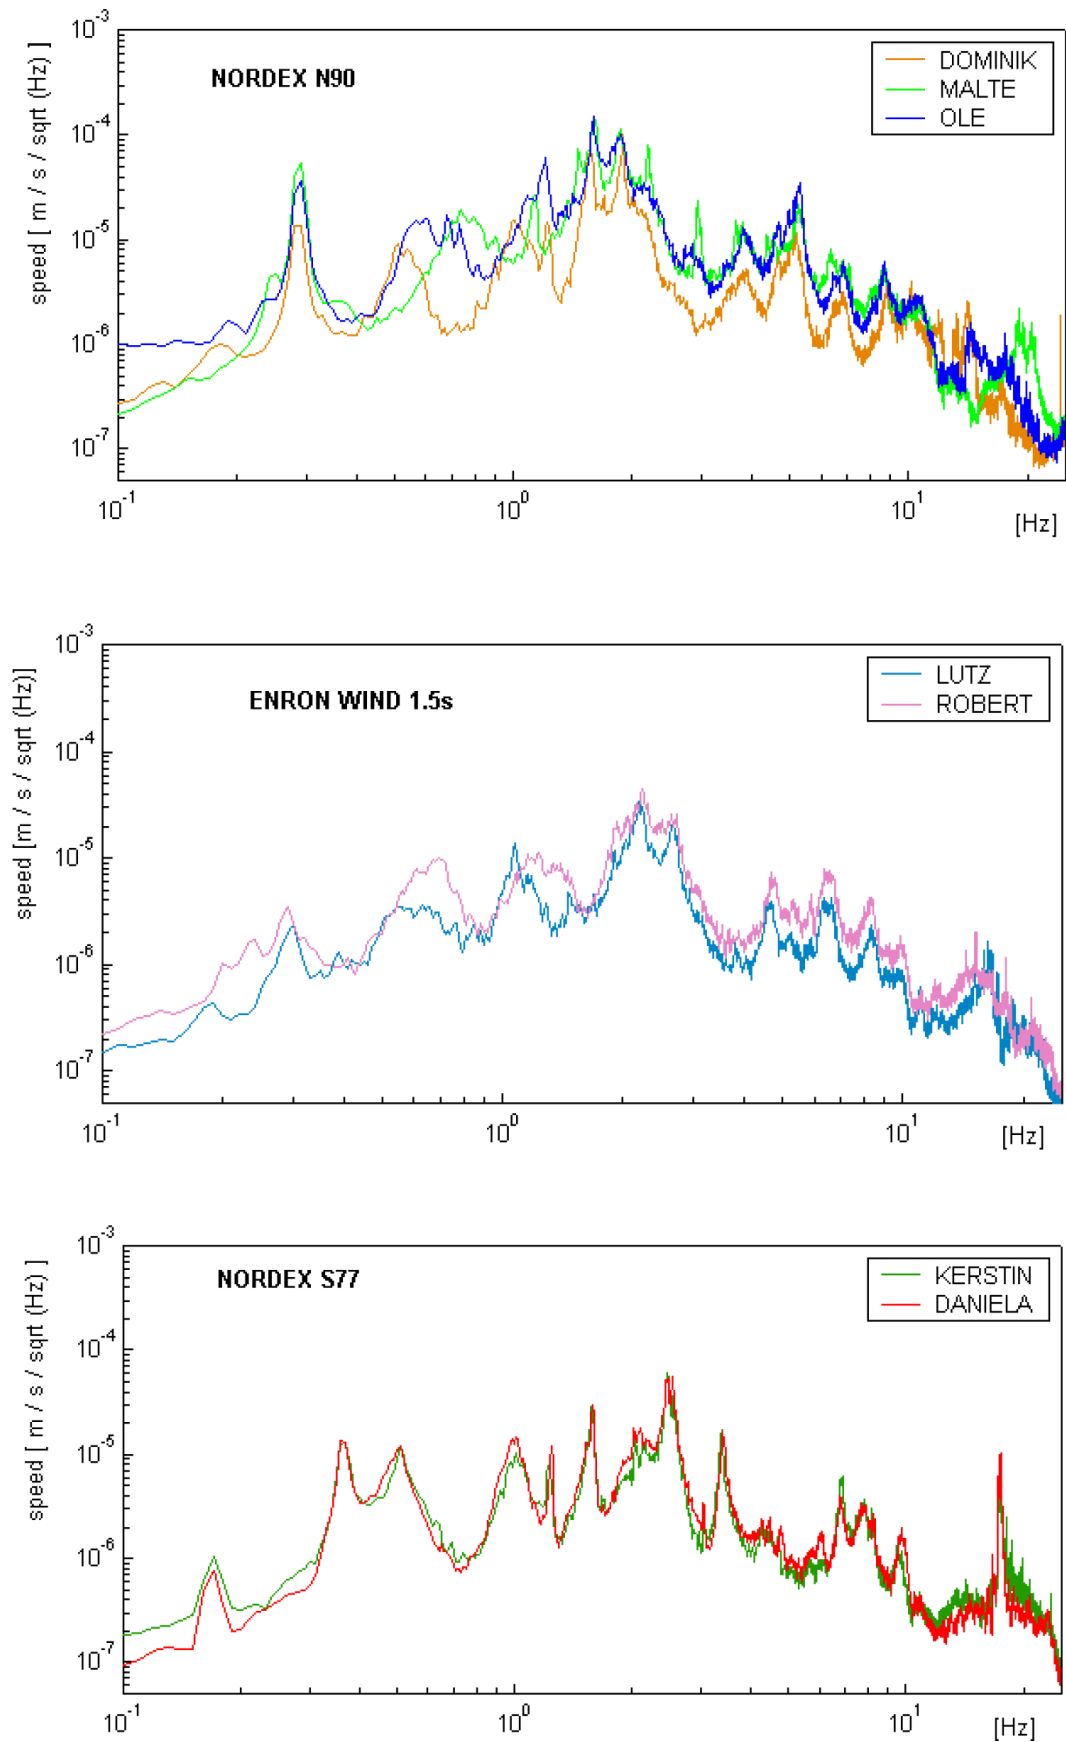 10^-3
NORDEX N90
DOMINIK
MALTE
OLE
10^-4
10^-5
10^-6
10^-7
speed [ m / s / sqrt (Hz) ]
10^-1
10^0
10^1
[Hz]
10^-3
ENRON WIND 1.5s
LUTZ
ROBERT
10^-4
10^-5
10^-6
10^-7
speed [m / s / sqrt (Hz)]
10^-1
10^0
10^1
[Hz]
10^-3
NORDEX S77
KERSTIN
DANIELA
10^-4
10^-5
10^-6
10^-7
speed [ m / s / sqrt (Hz) ]
10^-1
10^0
10^1
[Hz]